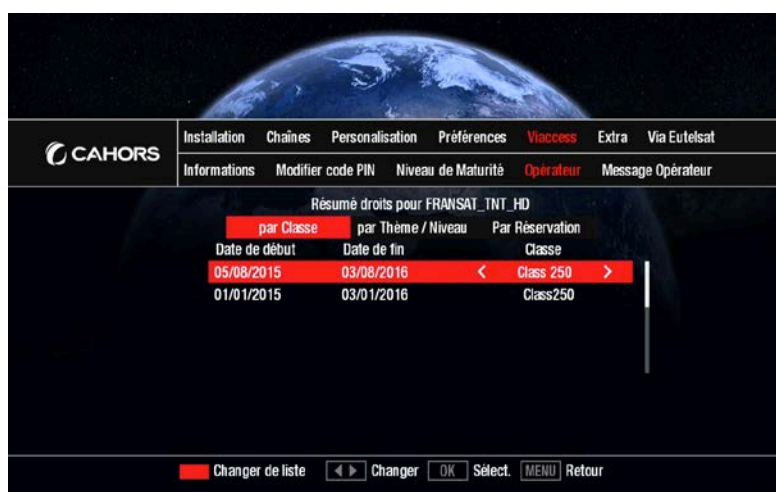 CAHORS
Installation Chaînes Personalisation Préférences Viaccess Extra Via Eutelsat
Informations Modifier code PIN Niveau de Maturité Opérateur Message Opérateur
Résumé droits pour FRANSAT_TNT_HD
par Classe par Thème / Niveau Par Réservation
Date de début Date de fin Classe
05/08/2015 03/08/2016 < Class 250 >
01/01/2015 03/01/2016 Class250
Changer de liste ◀ ▶ Changer OK Sélect. MENU Retour